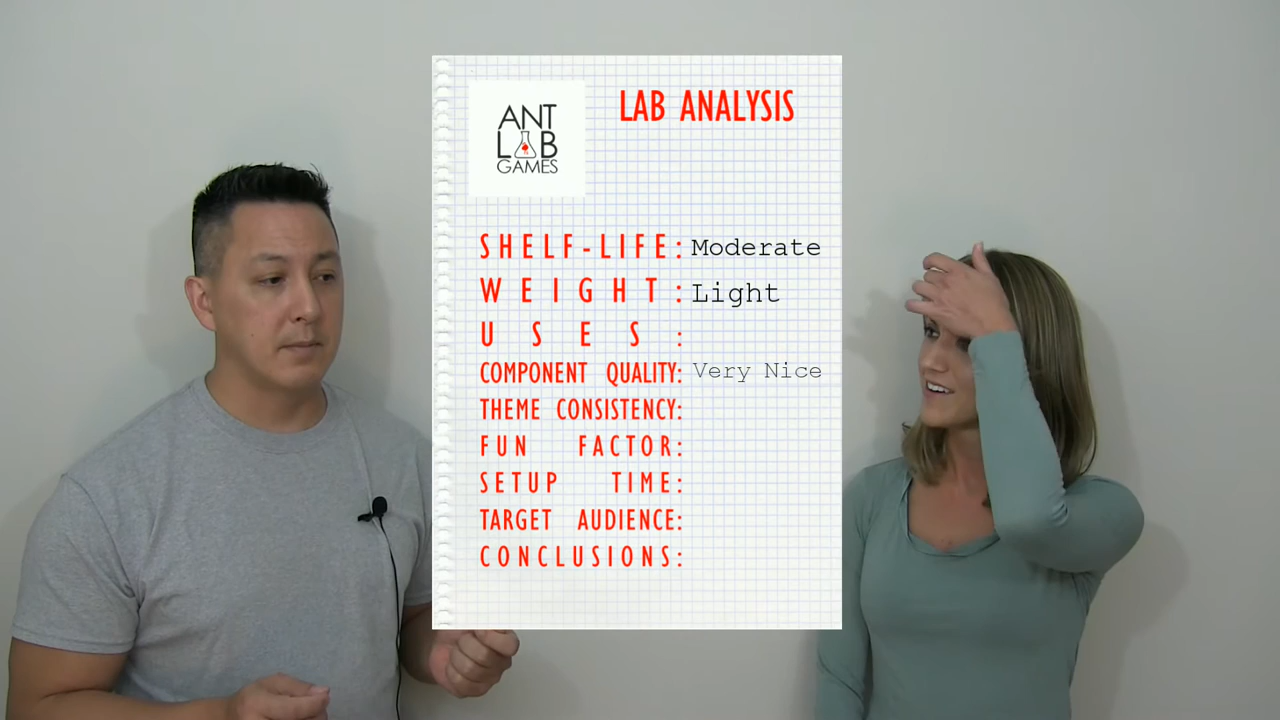 ANT
LAB
GAMES
LAB ANALYSIS
SHELF-LIFE: Moderate
WEIGHT: Light
USES:
COMPONENT QUALITY: Very Nice
THEME CONSISTENCY:
FUN FACTOR:
SETUP TIME:
TARGET AUDIENCE:
CONCLUSIONS: